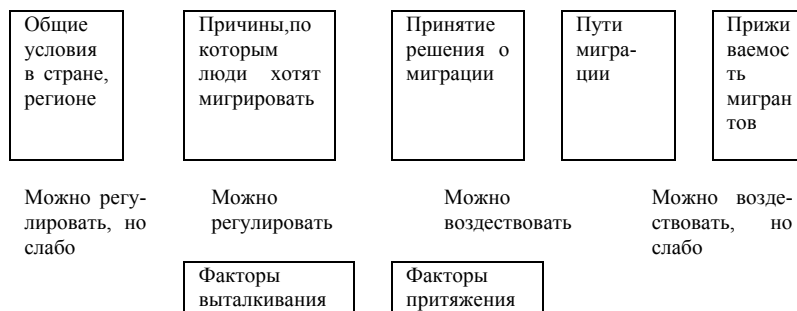 Общие
условия
в стране,
регионе
Причины,по
которым
люди хотят
мигрировать
Принятие
решения о
миграции
Пути
мигра-
ции
Прижи
ваемос
ть
мигран
тов
Можно регу-
лировать, но
слабо
Можно
регулировать
Можно
воздествовать
Можно возде-
ствовать, но
слабо
Факторы
выталкивания
Факторы
притяжения